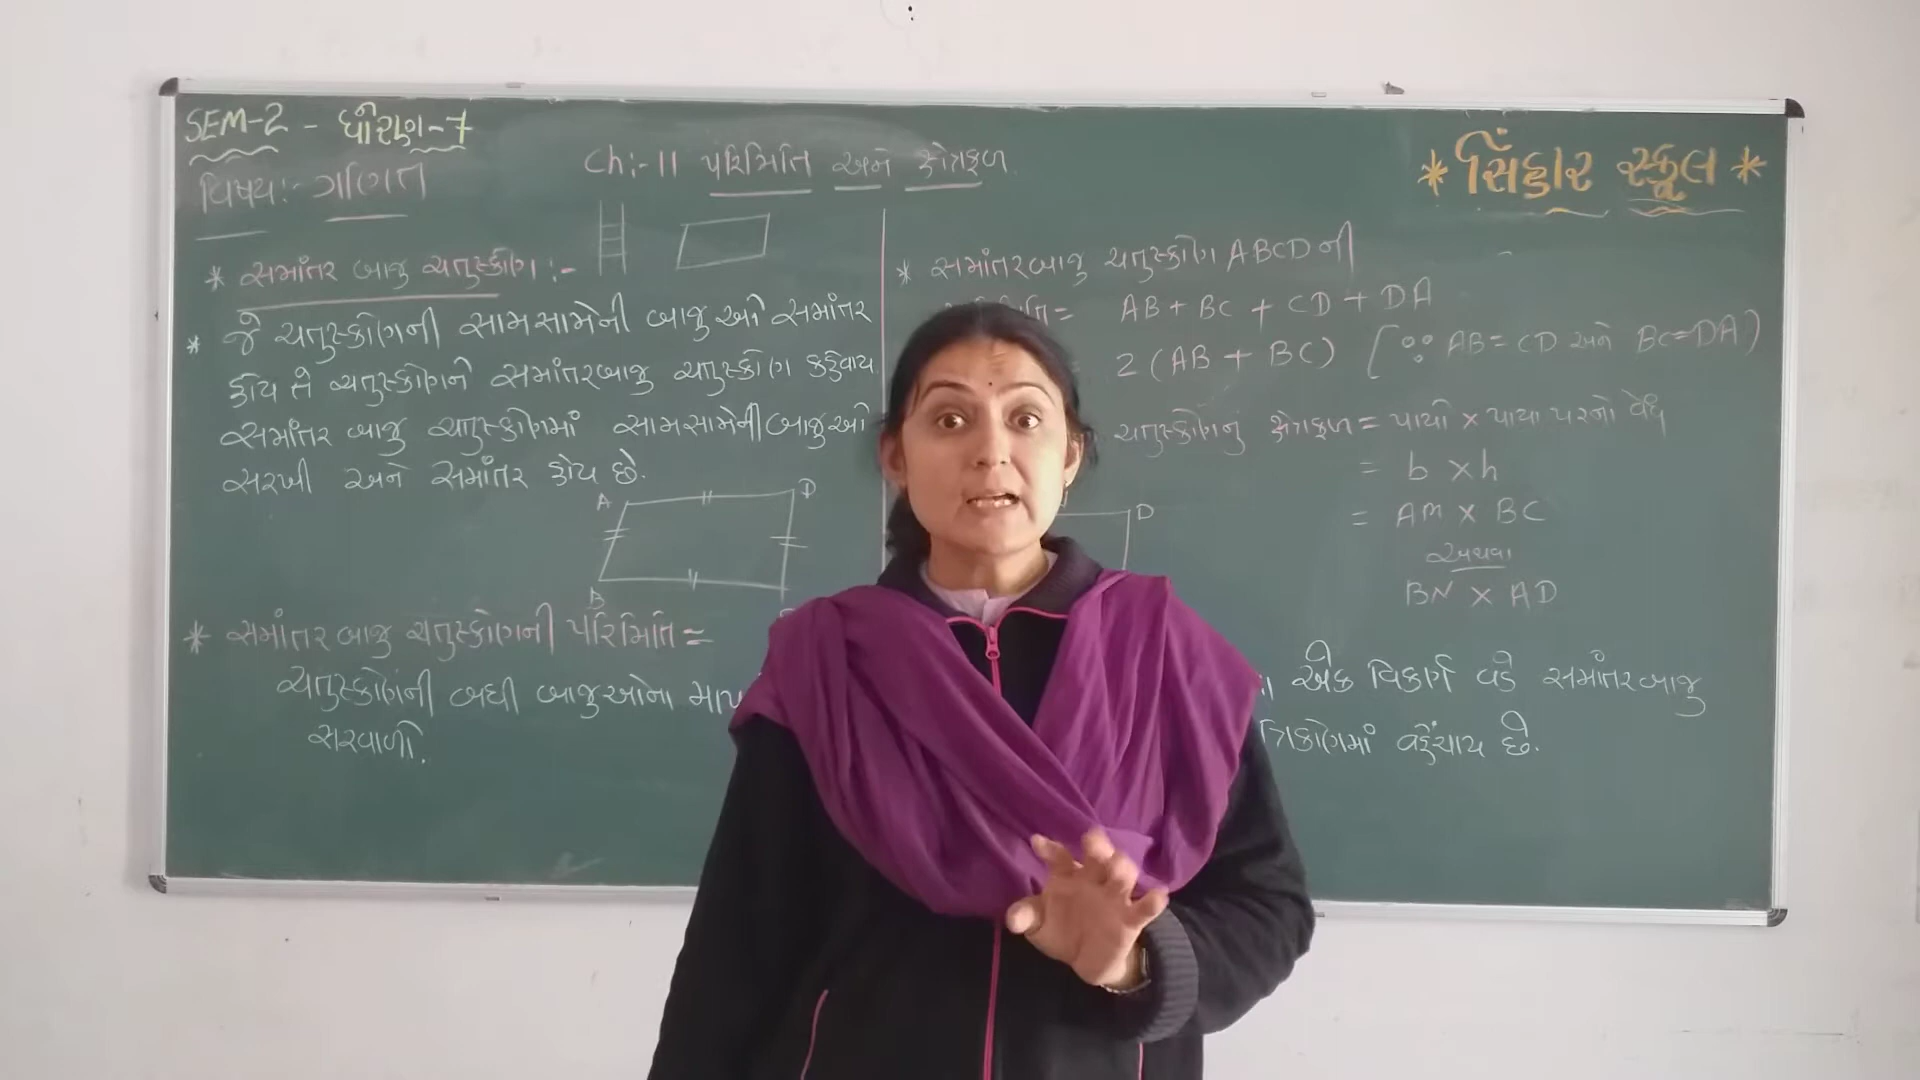 SEM-2 - ધોરણ-7
વિષય:- ગણિત
Ch:-11 પરિમિતિ અને ક્ષેત્રફળ
* સિંહાર સ્કૂલ *
* સમાંતર બાજુ ચતુષ્કોણ :-
* જે ચતુષ્કોણની સામસામેની બાજુઓ સમાંતર
હોય તે ચતુષ્કોણને સમાંતરબાજુ ચતુષ્કોણ કહેવાય
સમાંતર બાજુ ચતુષ્કોણમાં સામસામેની બાજુઓ
સરખી અને સમાંતર હોય છે.
A D
B
* સમાંતર બાજુ ચતુષ્કોણની પરિમિતિ =
ચતુષ્કોણની બધી બાજુઓના માપ
સરવાળો.
* સમાંતરબાજુ ચતુષ્કોણ ABCD ની
= AB + BC + CD + DA
2 (AB + BC) [∵ AB = CD અને BC = DA)
ચતુષ્કોણનું ક્ષેત્રફળ = પાયો × પાયા પરનો વેધ
= b × h
= AM × BC
અથવા
BN × AD
D
એક વિકર્ણ વડે સમાંતરબાજુ
ત્રિકોણમાં વહેંચાય છે.